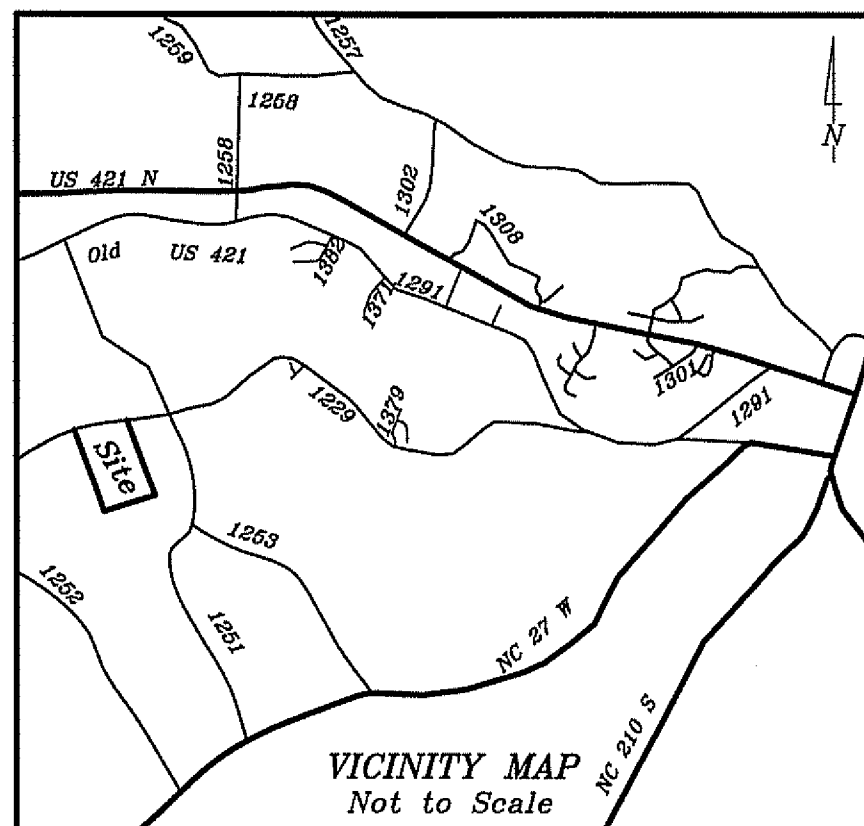 1259
1257
1258
1258
N
US 421 N
1302
1308
Old US 421
1382
1371
1291
1301
1229
1379
1291
Site
1253
1252
1251
NC 27 W
NC 210 S
VICINITY MAP
Not to Scale